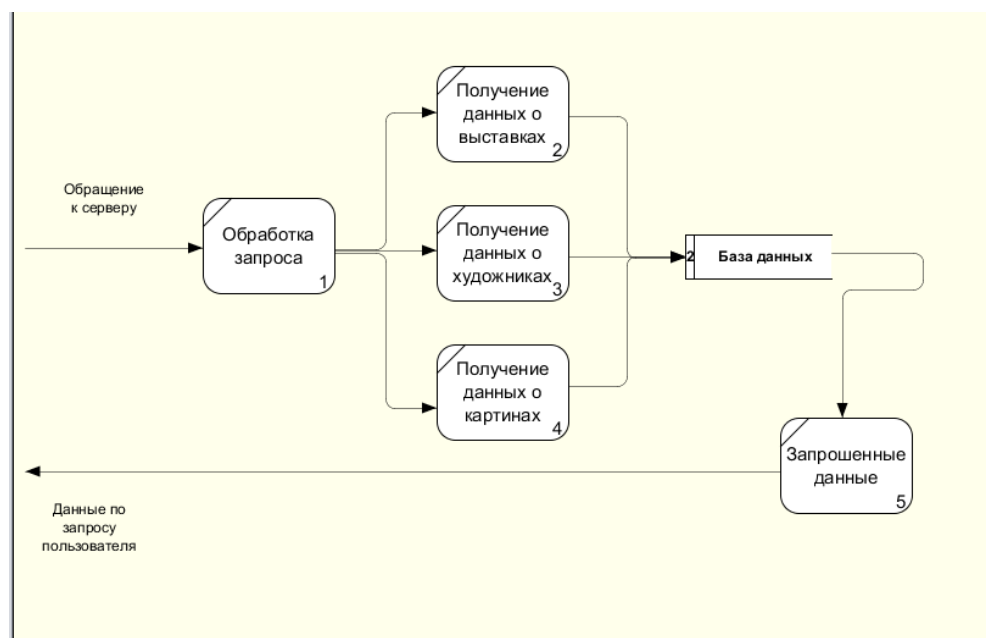 Обращение
к серверу
Обработка
запроса
1
Получение
данных о
выставках
2
Получение
данных о
художниках
3
Получение
данных о
картинах
4
2
База данных
Запрошенные
данные
5
Данные по
запросу
пользователя